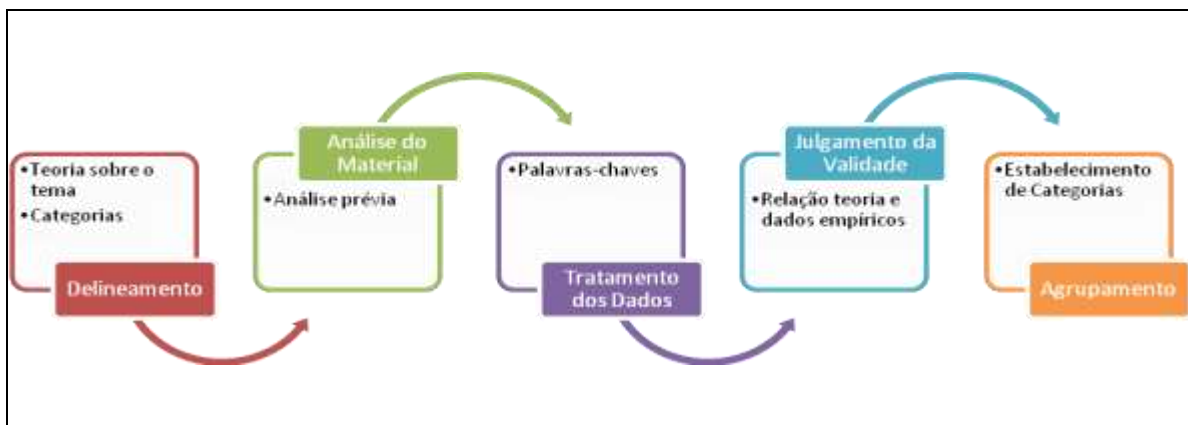 • Teoria sobre o
tema
• Categorias
Delineamento
Análise do
Material
• Análise prévia
• Palavras-chaves
Tratamento
dos Dados
Julgamento da
Validade
• Relação teoria e
dados empíricos
• Estabelecimento
de Categorias
Agrupamento